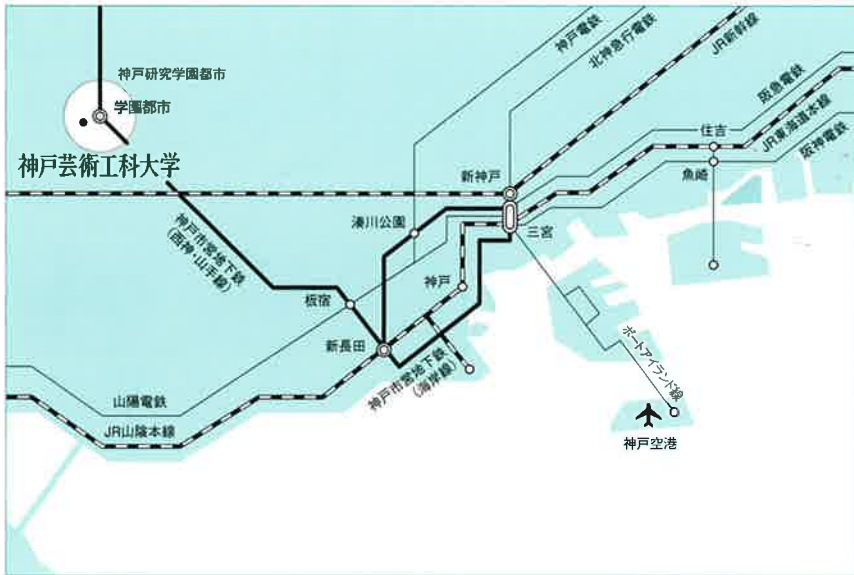 神戸電鉄
北神急行電鉄
JR新幹線
神戸研究学園都市
学園都市
阪急電鉄
住吉
JR東海道本線
阪神電鉄
神戸芸術工科大学
新神戸
魚崎
湊川公園
三宮
神戸市営地下鉄
(西神・山手線)
神戸
板宿
新長田
ポートアイランド線
神戸市営地下鉄
(海岸線)
山陽電鉄
JR山陰本線
神戸空港